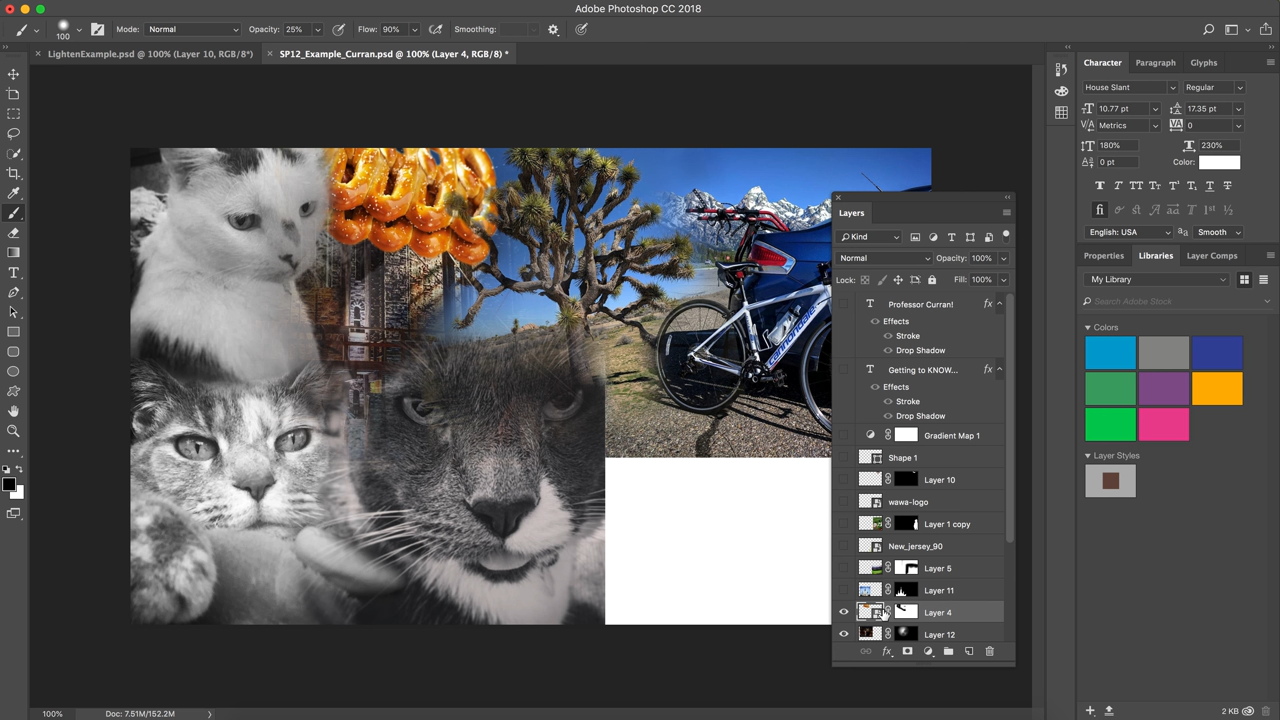 Adobe Photoshop CC 2018
100 Mode: Normal Opacity: 25% Flow: 90% Smoothing:
LightenExample.psd @ 100% (Layer 10, RGB/8*) SP12_Example_Curran.psd @ 100% (Layer 4, RGB/8) *
Character Paragraph Glyphs
House Slant Regular
10.77 pt 17.35 pt
Metrics 0
180% 230%
0 pt Color:
English: USA Smooth
Properties Libraries Layer Comps
My Library
Search Adobe Stock
Colors
Layer Styles
2 KB
Layers
Kind
Normal Opacity: 100%
Lock: Fill: 100%
Professor Curran! fx
Effects
Stroke
Drop Shadow
Getting to KNOW... fx
Effects
Stroke
Drop Shadow
Gradient Map 1
Shape 1
Layer 10
wawa-logo
Layer 1 copy
New_jersey_90
Layer 5
Layer 11
Layer 4
Layer 12
fx
cannondale
100% Doc: 7.51M/152.2M